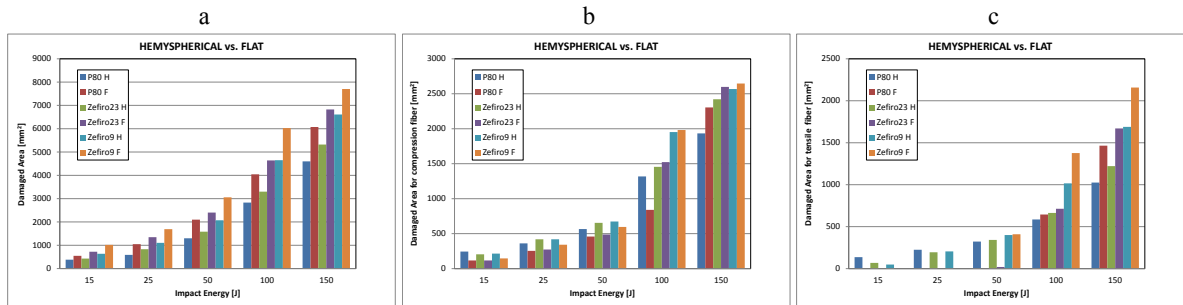 a
HEMYSPHERICAL vs. FLAT
Damaged Area [mm²]
9000
8000
7000
6000
5000
4000
3000
2000
1000
0
P80 H
P80 F
Zefiro23 H
Zefiro23 F
Zefiro9 H
Zefiro9 F
15 25 50 100 150
Impact Energy [J]
b
HEMYSPHERICAL vs. FLAT
Damaged Area for compression fiber [mm²]
3000
2500
2000
1500
1000
500
0
P80 H
P80 F
Zefiro23 H
Zefiro23 F
Zefiro9 H
Zefiro9 F
15 25 50 100 150
Impact Energy [J]
c
HEMYSPHERICAL vs. FLAT
Damaged Area for tensile fiber [mm²]
2500
2000
1500
1000
500
0
P80 H
P80 F
Zefiro23 H
Zefiro23 F
Zefiro9 H
Zefiro9 F
15 25 50 100 150
Impact Energy [J]